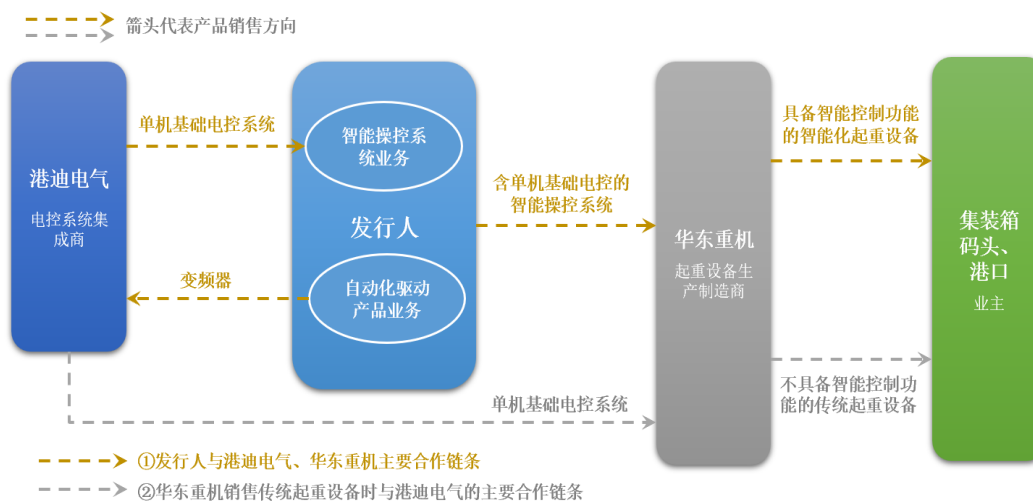 箭头代表产品销售方向
港迪电气
电控系统集
成商
单机基础电控系统
变频器
智能操控系
统业务
发行人
自动化驱动
产品业务
含单机基础电控的
智能操控系统
单机基础电控系统
华东重机
起重设备生
产制造商
具备智能控制功能
的智能化起重设备
不具备智能控制功
能的传统起重设备
集装箱
码头、
港口
业主
①发行人与港迪电气、华东重机主要合作链条
②华东重机销售传统起重设备时与港迪电气的主要合作链条